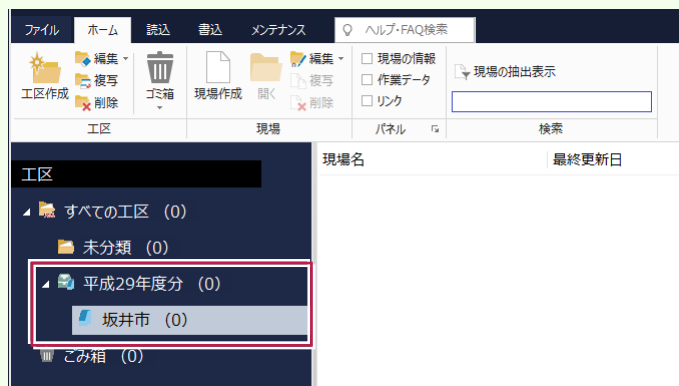 ファイル ホーム 読込 書込 メンテナンス ヘルプ・FAQ検索
工区作成 編集 複写 削除 ゴミ箱 現場作成 開く 編集 複写 削除 現場の情報 作業データ リンク 現場の抽出表示
工区 現場 パネル 検索
工区
現場名 最終更新日
すべての工区 (0)
未分類 (0)
平成29年度分 (0)
坂井市 (0)
ごみ箱 (0)